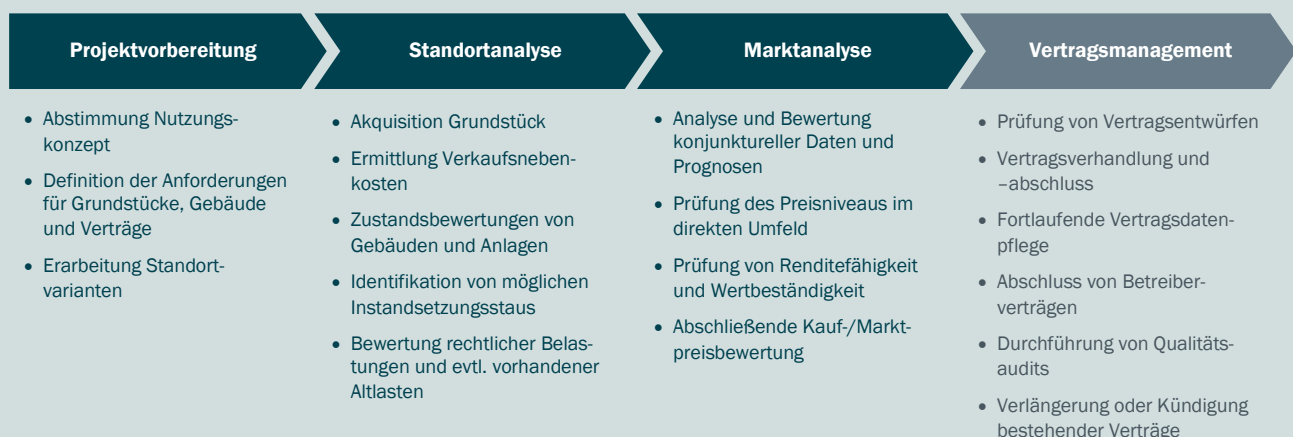 Projektvorbereitung
• Abstimmung Nutzungs-
konzept
• Definition der Anforderungen
für Grundstücke, Gebäude
und Verträge
• Erarbeitung Standort-
varianten
Standortanalyse
• Akquisition Grundstück
• Ermittlung Verkaufsneben-
kosten
• Zustandsbewertungen von
Gebäuden und Anlagen
• Identifikation von möglichen
Instandsetzungsstaus
• Bewertung rechtlicher Belas-
tungen und evtl. vorhandener
Altlasten
Marktanalyse
• Analyse und Bewertung
konjunktureller Daten und
Prognosen
• Prüfung des Preisniveaus im
direkten Umfeld
• Prüfung von Renditefähigkeit
und Wertbeständigkeit
• Abschließende Kauf-/Markt-
preisbewertung
Vertragsmanagement
• Prüfung von Vertragsentwürfen
• Vertragsverhandlung und
–abschluss
• Fortlaufende Vertragsdaten-
pflege
• Abschluss von Betreiber-
verträgen
• Durchführung von Qualitäts-
audits
• Verlängerung oder Kündigung
bestehender Verträge